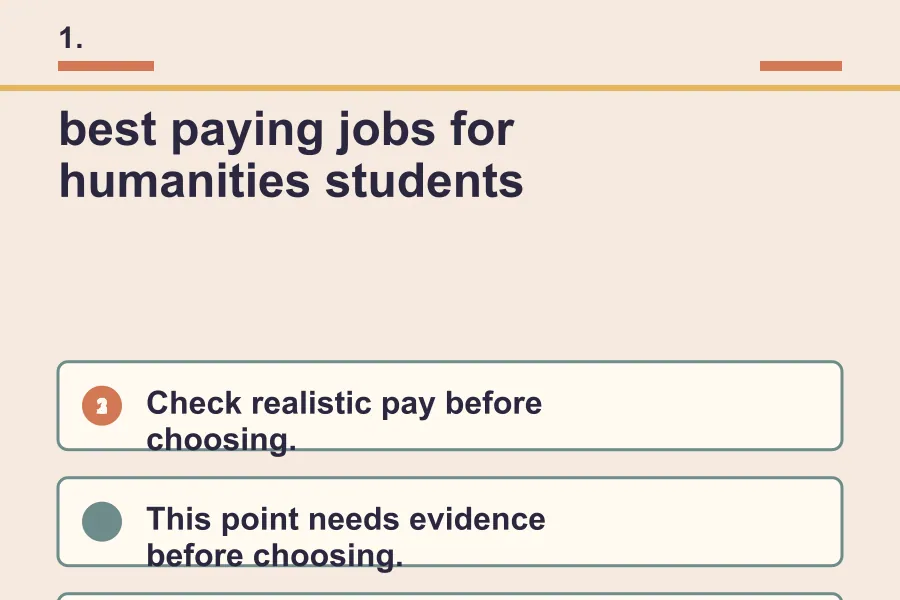 1.
best paying jobs for
humanities students
Check realistic pay before
choosing.
This point needs evidence
before choosing.